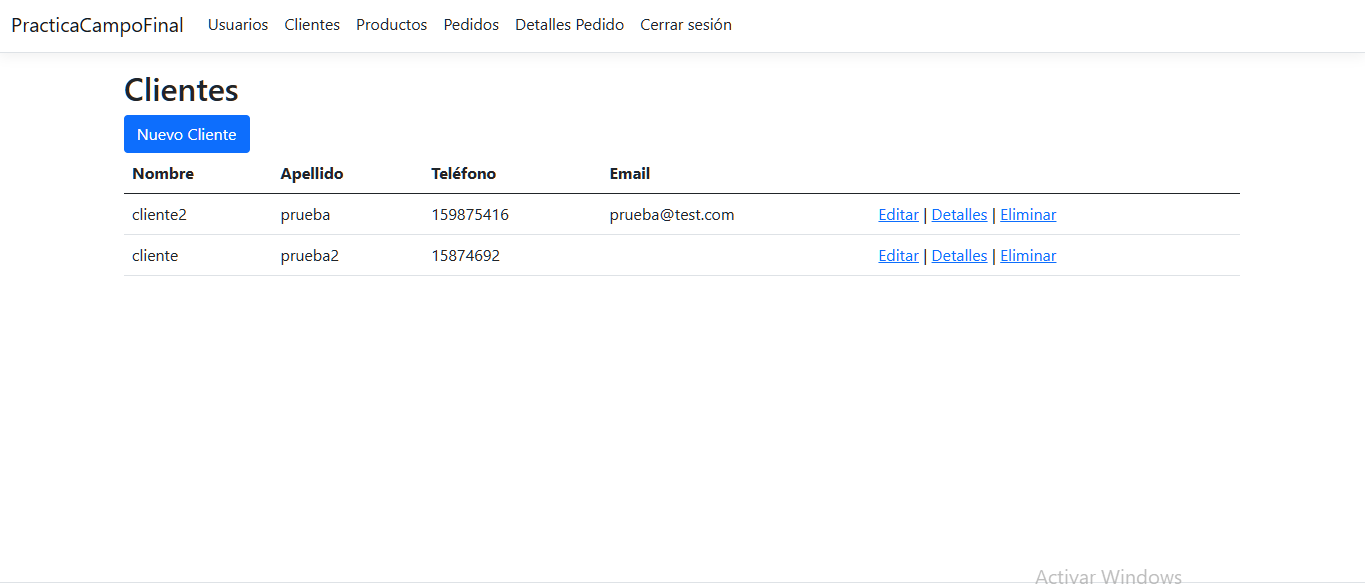 PracticaCampoFinal Usuarios Clientes Productos Pedidos Detalles Pedido Cerrar sesión
Clientes
Nuevo Cliente
Nombre Apellido Teléfono Email
cliente2 prueba 159875416 prueba@test.com Editar | Detalles | Eliminar
cliente prueba2 15874692 Editar | Detalles | Eliminar
Activar Windows